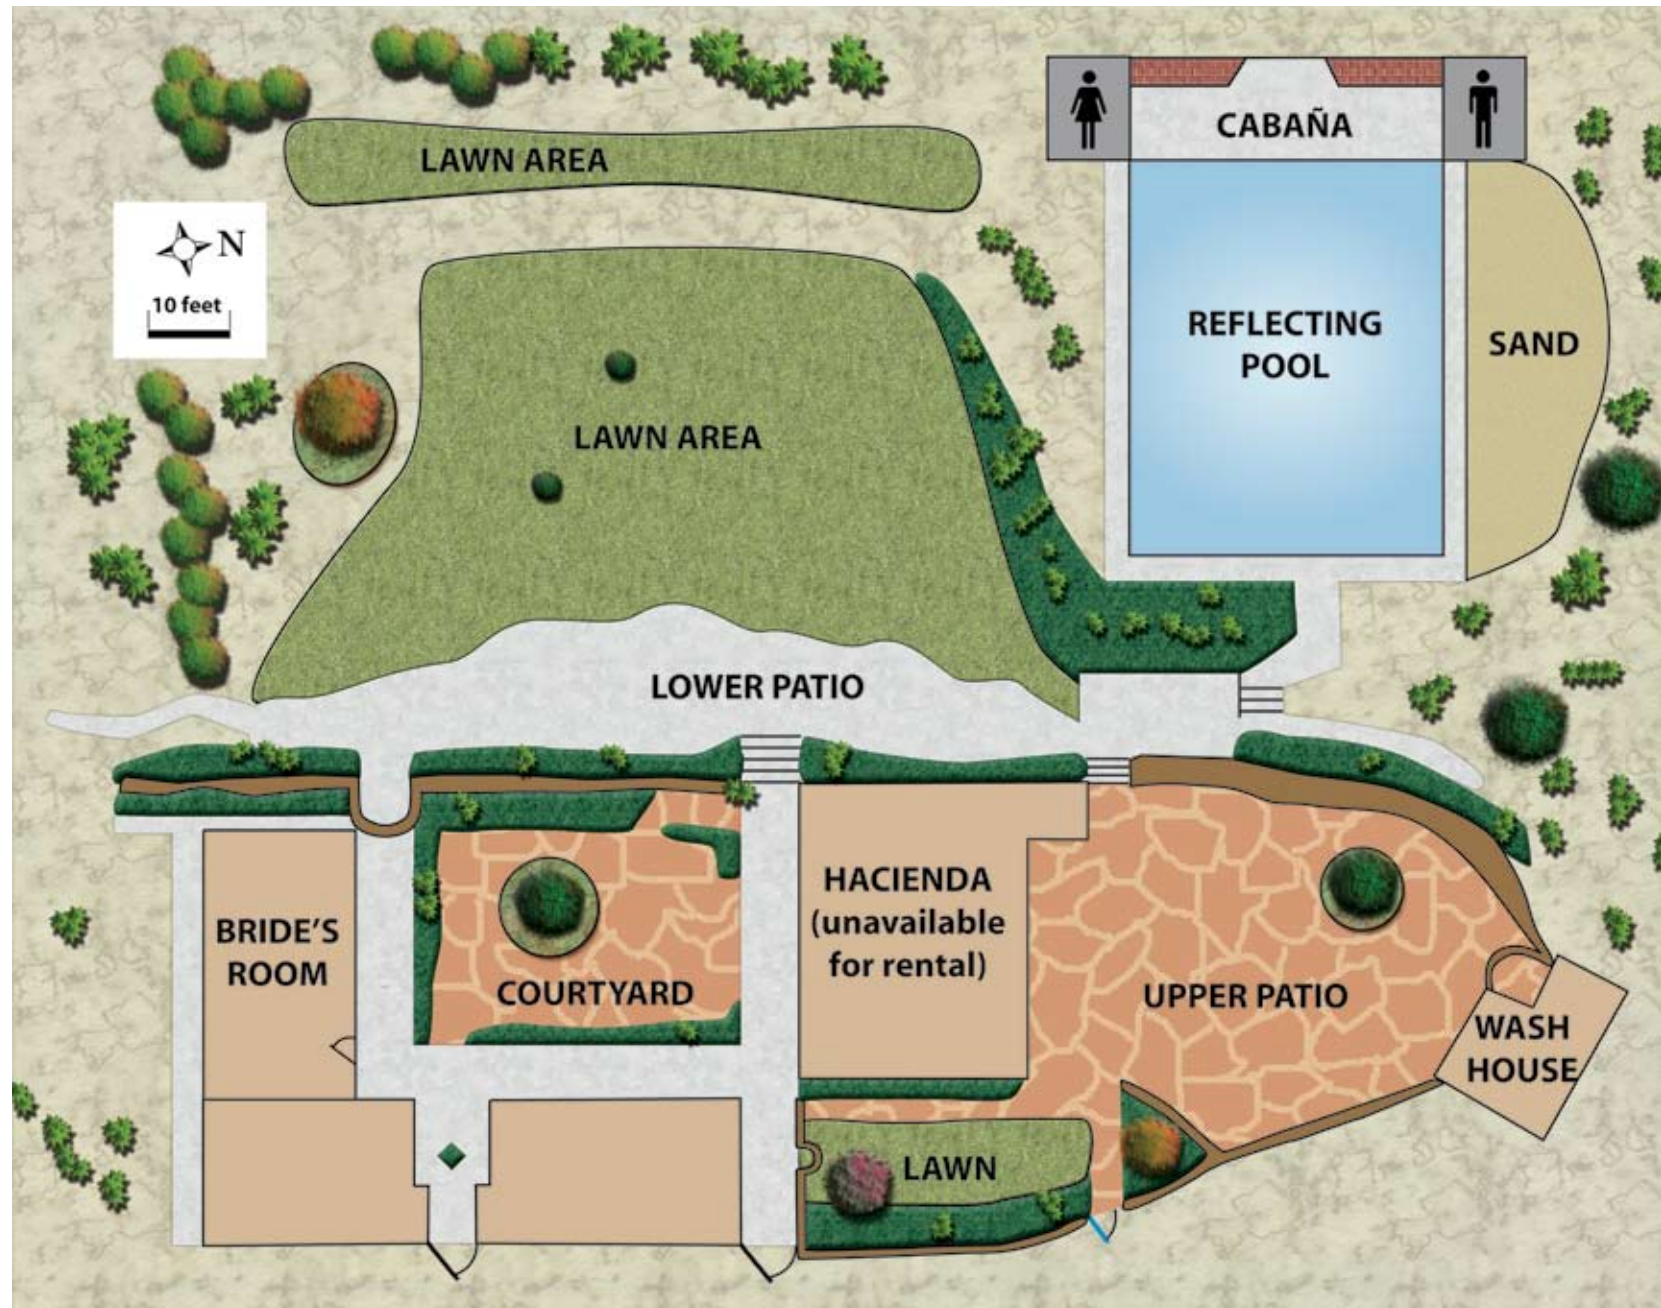 LAWN AREA
CABAÑA
N
10 feet
REFLECTING
POOL
SAND
LAWN AREA
LOWER PATIO
HACIENDA
(unavailable
for rental)
BRIDE'S
ROOM
COURTYARD
UPPER PATIO
WASH
HOUSE
LAWN